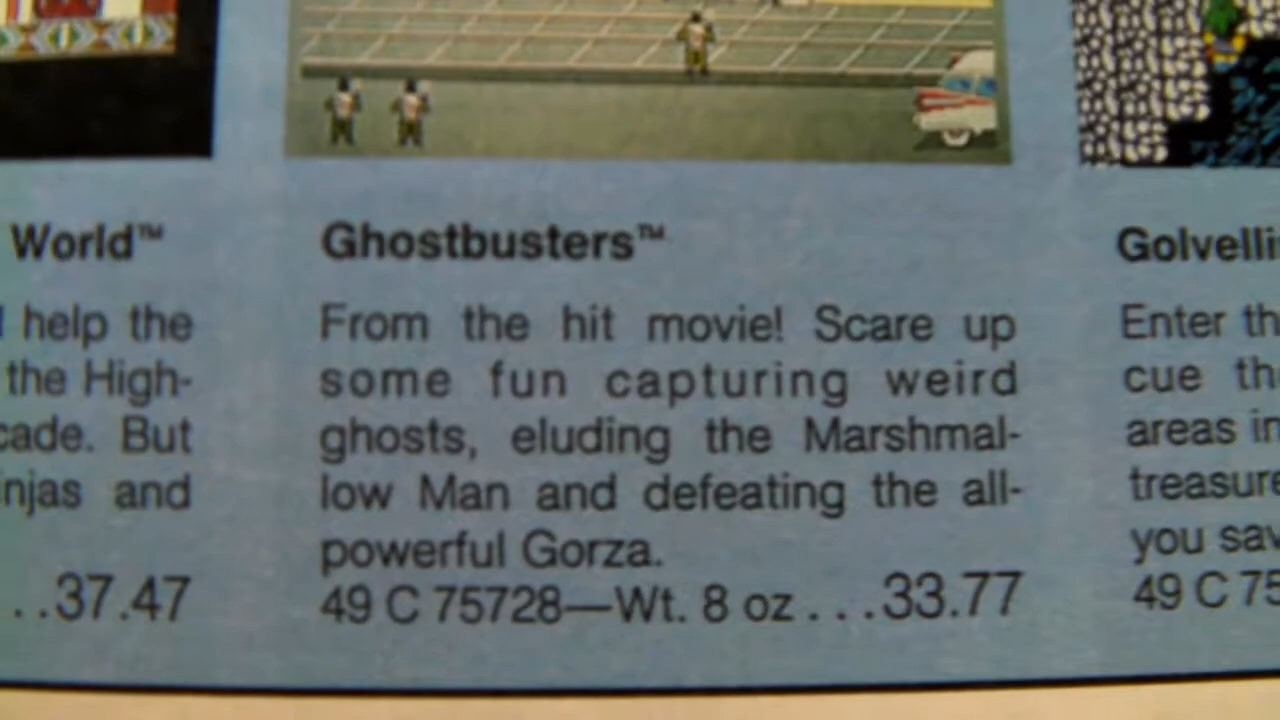 World™
help the
the High-
cade. But
njas and
..37.47
Ghostbusters™
From the hit movie! Scare up
some fun capturing weird
ghosts, eluding the Marshmal-
low Man and defeating the all-
powerful Gorza.
49 C 75728—Wt. 8 oz...33.77
Golvelli
Enter th
cue th
areas in
treasure
you sav
49 C 75